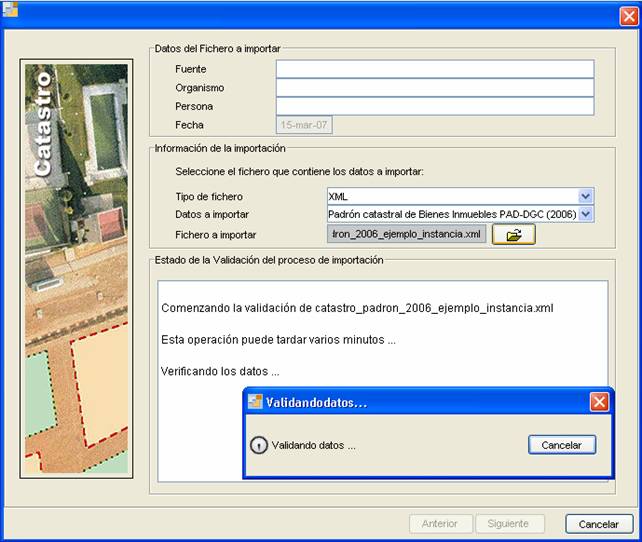 Catastro
Datos del Fichero a importar
Fuente
Organismo
Persona
Fecha 15-mar-07
Información de la importación
Seleccione el fichero que contiene los datos a importar:
Tipo de fichero XML
Datos a importar Padrón catastral de Bienes Inmuebles PAD-DGC (2006)
Fichero a importar Iron_2006_ejemplo_instancia.xml
Estado de la Validación del proceso de importación
Comenzando la validación de catastro_padron_2006_ejemplo_instancia.xml
Esta operación puede tardar varios minutos ...
Verificando los datos ...
Validandodatos...
Validando datos ... Cancelar
Anterior Siguiente Cancelar